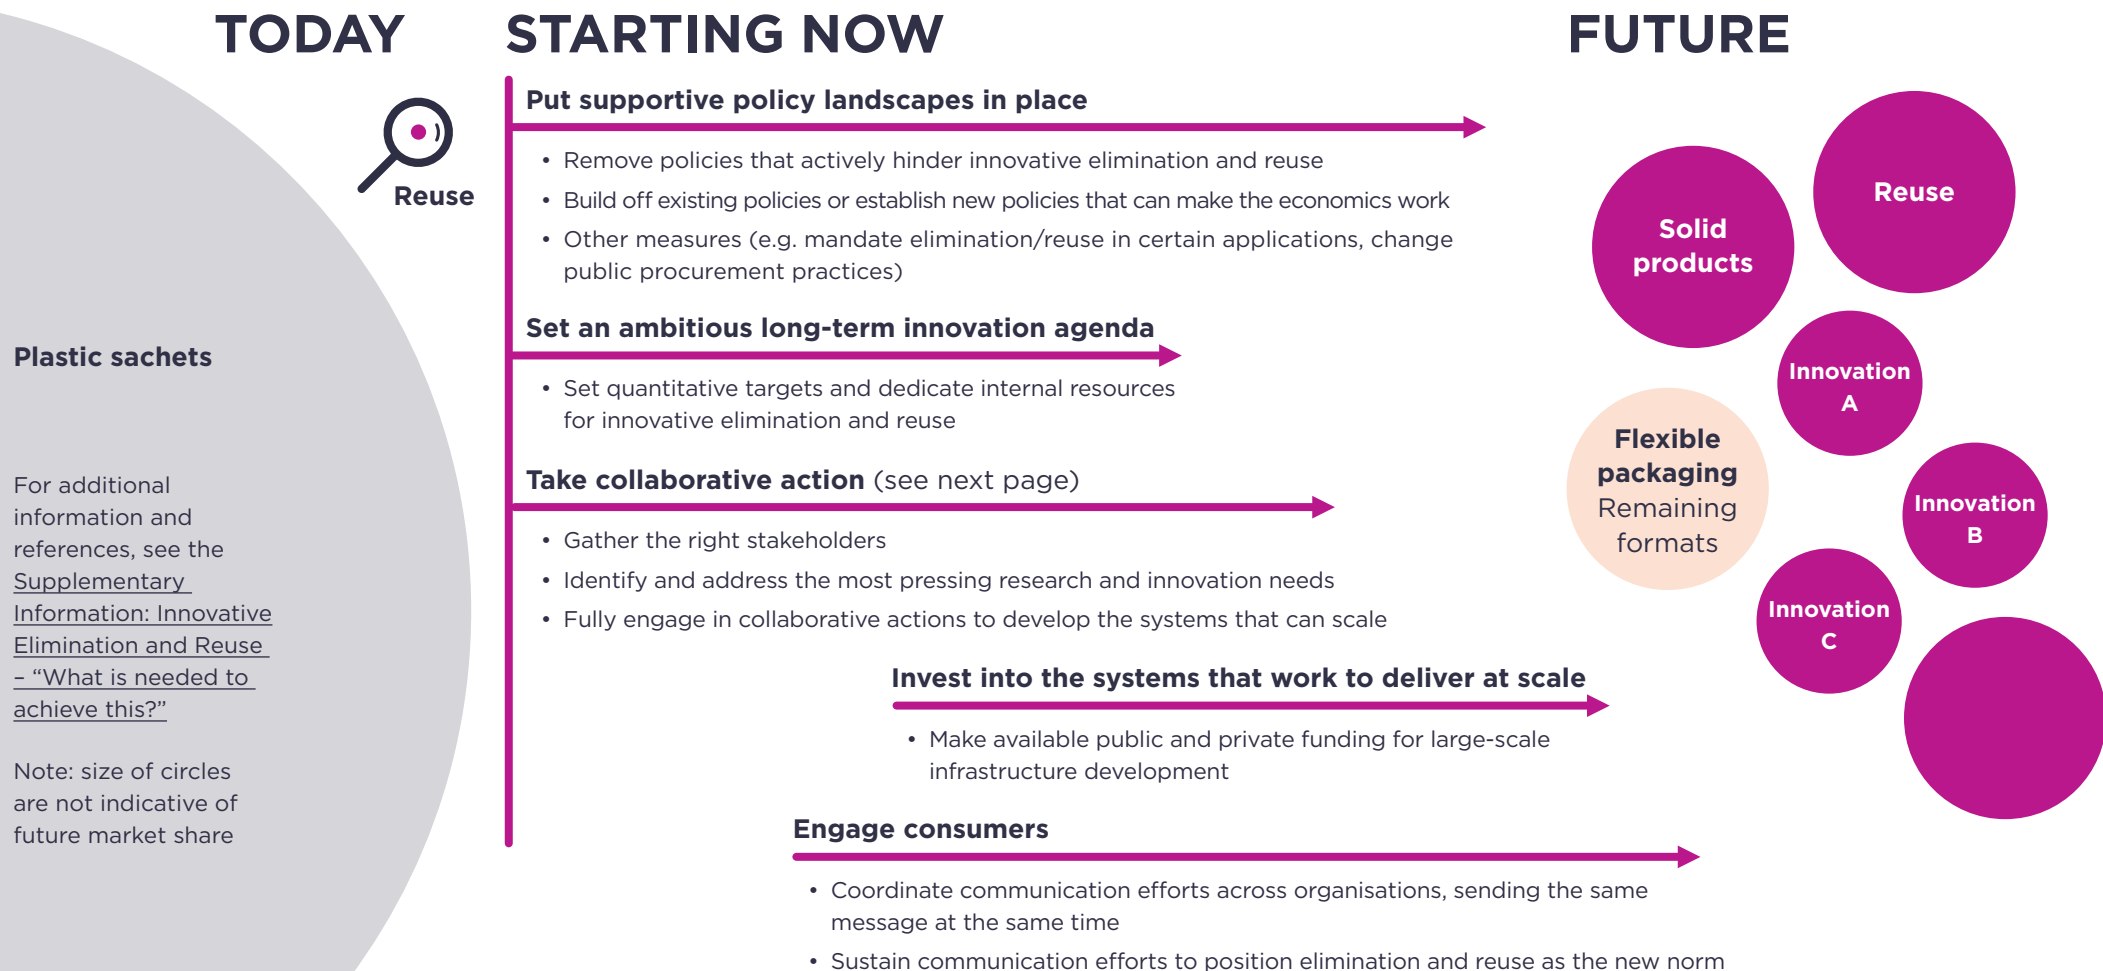 TODAY
STARTING NOW
FUTURE
Reuse
Plastic sachets
For additional
information and
references, see the
Supplementary
Information: Innovative
Elimination and Reuse
– “What is needed to
achieve this?”
Note: size of circles
are not indicative of
future market share
Put supportive policy landscapes in place
• Remove policies that actively hinder innovative elimination and reuse
• Build off existing policies or establish new policies that can make the economics work
• Other measures (e.g. mandate elimination/reuse in certain applications, change
public procurement practices)
Set an ambitious long-term innovation agenda
• Set quantitative targets and dedicate internal resources
for innovative elimination and reuse
Take collaborative action (see next page)
• Gather the right stakeholders
• Identify and address the most pressing research and innovation needs
• Fully engage in collaborative actions to develop the systems that can scale
Invest into the systems that work to deliver at scale
• Make available public and private funding for large-scale
infrastructure development
Engage consumers
• Coordinate communication efforts across organisations, sending the same
message at the same time
• Sustain communication efforts to position elimination and reuse as the new norm
Solid
products
Reuse
Innovation
A
Flexible
packaging
Remaining
formats
Innovation
B
Innovation
C